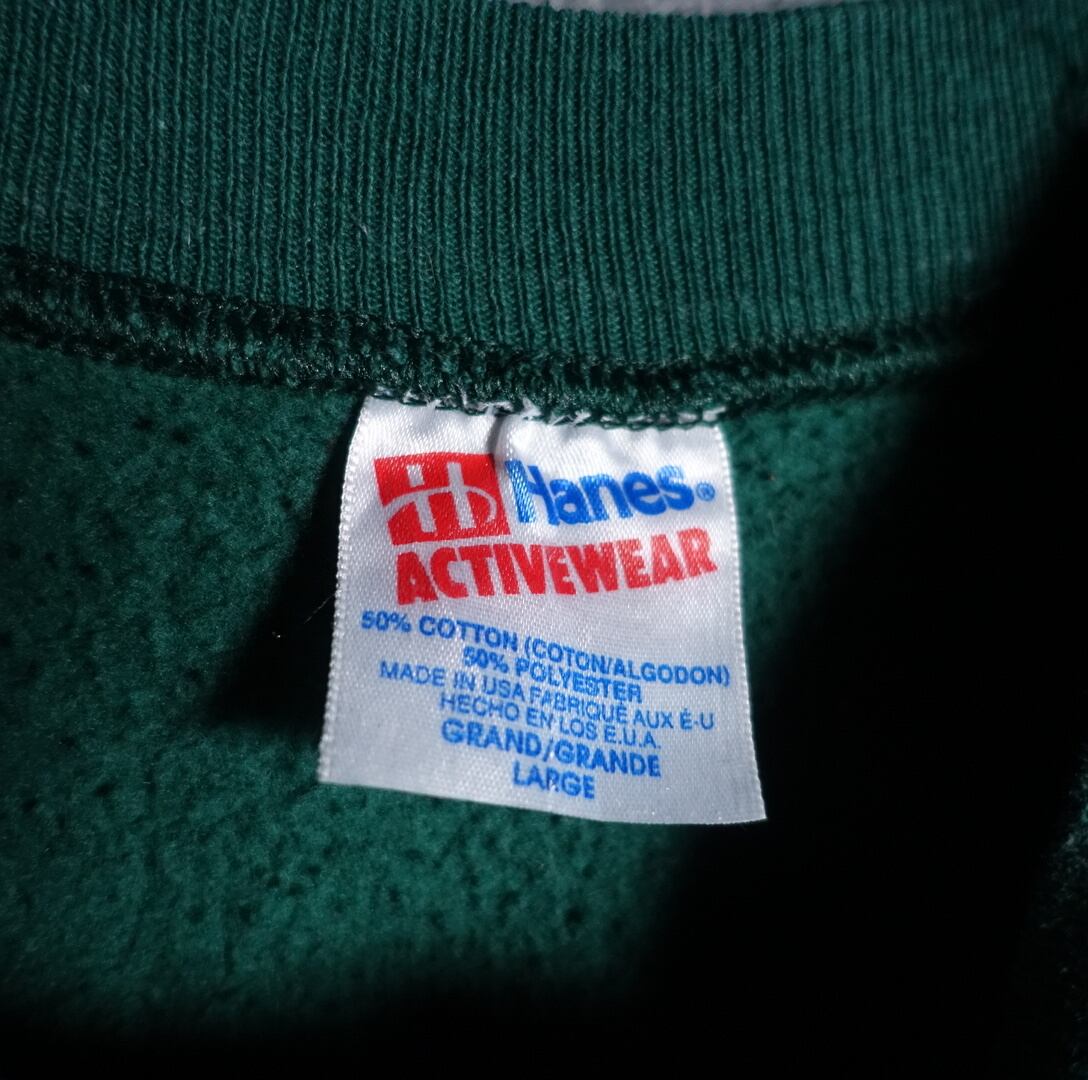 Hanes®
ACTIVEWEAR
50% COTTON (COTON/ALGODON)
50% POLYESTER
MADE IN USA FABRIQUÉ AUX É-U
HECHO EN LOS E.U.A.
GRAND/GRANDE
LARGE